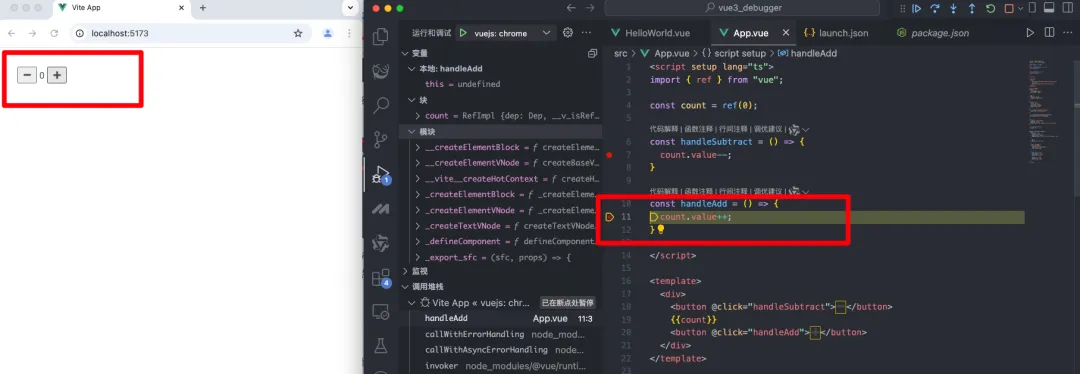 Vite App
localhost:5173
− 0 +
vue3_debugger
运行和调试 vuejs: chrome
变量
本地: handleAdd
this = undefined
块
count = RefImpl {dep: Dep, __v_isRef…
模块
__createElementBlock = ƒ createEleme…
__createElementVNode = ƒ createBaseV…
__vite__createHotContext = ƒ createH…
_createElementBlock = ƒ _createEleme…
_createElementVNode = ƒ _createEleme…
_createTextVNode = ƒ createTextVNode…
_defineComponent = ƒ defineComponent…
_export_sfc = (sfc, props) => {
监视
调用堆栈
Vite App « vuejs: chr… 已在断点处暂停
handleAdd App.vue 11:3
callWithErrorHandling node_mod…
callWithAsyncErrorHandling node…
invoker node_modules/@vue/runti…
1
4
HelloWorld.vue
App.vue
launch.json
package.json
src > App.vue > script setup > handleAdd
1 <script setup lang="ts">
2 import { ref } from "vue";
3
4 const count = ref(0);
5
代码解释 | 函数注释 | 行间注释 | 调优建议 |
6 const handleSubtract = () => {
7 count.value--;
8 }
9
代码解释 | 函数注释 | 行间注释 | 调优建议 |
10 const handleAdd = () => {
11 count.value++;
12 }
13
14 </script>
15
16 <template>
17 <div>
18 <button @click="handleSubtract"></button>
19 {{count}}
20 <button @click="handleAdd"></button>
21 </div>
22 </template>